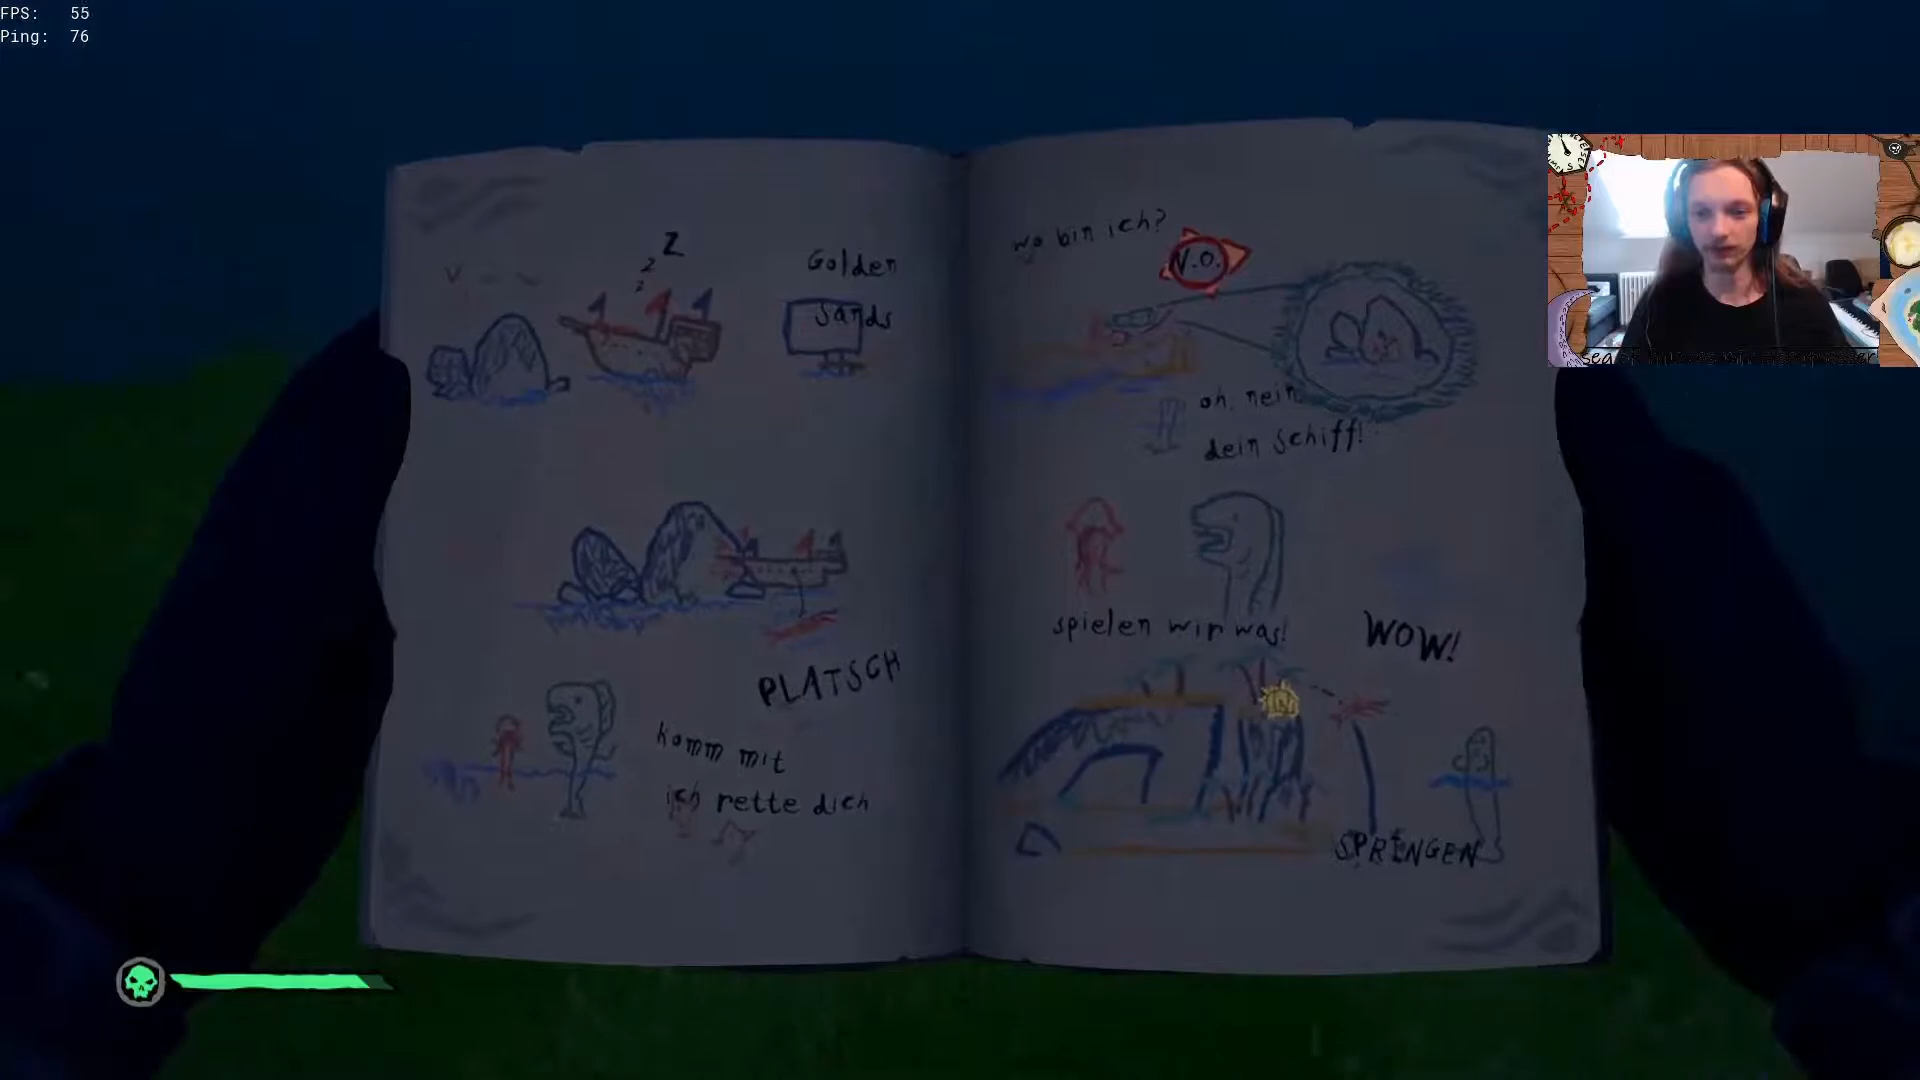 FPS: 55
Ping: 76
z
z
z
Golden
Sands
PLATSCH
komm mit
ich rette dich
wo bin ich?
N.O.
oh, nein
dein Schiff!
spielen wir was!
WOW!
SPRINGEN